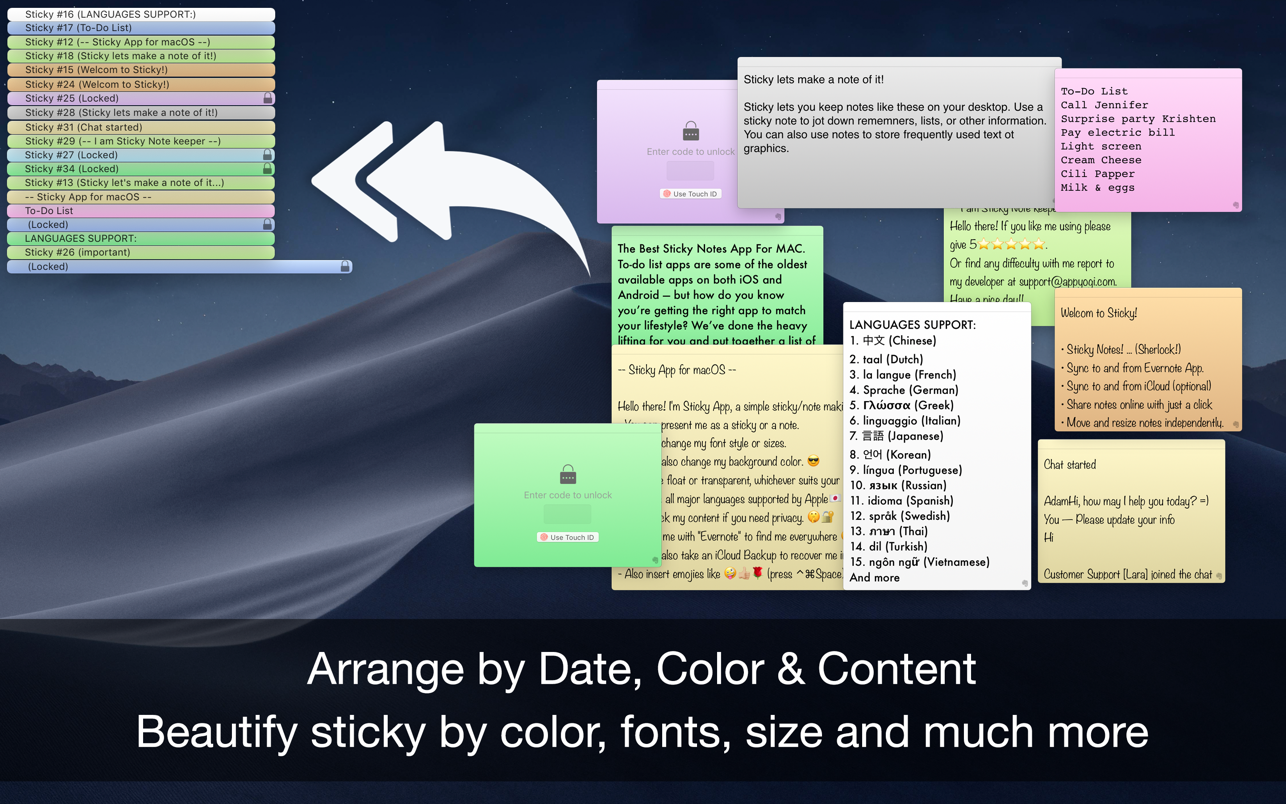 Sticky #16 (LANGUAGES SUPPORT:)
Sticky #17 (To-Do List)
Sticky #12 (-- Sticky App for macOS --)
Sticky #18 (Sticky lets make a note of it!)
Sticky #15 (Welcom to Sticky!)
Sticky #24 (Welcom to Sticky!)
Sticky #25 (Locked)
Sticky #28 (Sticky lets make a note of it!)
Sticky #31 (Chat started)
Sticky #29 (-- I am Sticky Note keeper --)
Sticky #27 (Locked)
Sticky #34 (Locked)
Sticky #13 (Sticky let's make a note of it...)
-- Sticky App for macOS --
To-Do List
(Locked)
LANGUAGES SUPPORT:
Sticky #26 (important)
(Locked)
Enter code to unlock
Use Touch ID
Sticky lets make a note of it!
Sticky lets you keep notes like these on your desktop. Use a
sticky note to jot down rememners, lists, or other information.
You can also use notes to store frequently used text ot
graphics.
To-Do List
Call Jennifer
Surprise party Krishten
Pay electric bill
Light screen
Cream Cheese
Cili Papper
Milk & eggs
I am Sticky Note keepe
Hello there! If you like me using please
give 5⭐⭐⭐⭐⭐.
Or find any diffeculty with me report to
my developer at support@appyogi.com.
Have a nice day!!
The Best Sticky Notes App For MAC.
To-do list apps are some of the oldest
available apps on both iOS and
Android – but how do you know
you're getting the right app to match
your lifestyle? We've done the heavy
lifting for you and put together a list of
-- Sticky App for macOS --
Hello there! I'm Sticky App, a simple sticky/note maki
present me as a sticky or a note.
change my font style or sizes.
also change my background color. 😎
float or transparent, whichever suits your
all major languages supported by Apple
ck my content if you need privacy. 🤫🔐
me with "Evernote" to find me everywhere
also take an iCloud Backup to recover me i
- Also insert emojies like 🤪👍🏻🌹 (press ^⌘Space
Enter code to unlock
Use Touch ID
LANGUAGES SUPPORT:
1. 中文 (Chinese)
2. taal (Dutch)
3. la langue (French)
4. Sprache (German)
5. Γλώσσα (Greek)
6. linguaggio (Italian)
7. 言語 (Japanese)
8. 언어 (Korean)
9. língua (Portuguese)
10. язык (Russian)
11. idioma (Spanish)
12. språk (Swedish)
13. ภาษา (Thai)
14. dil (Turkish)
15. ngôn ngữ (Vietnamese)
And more
Welcom to Sticky!
• Sticky Notes! ... (Sherlock!)
• Sync to and from Evernote App.
• Sync to and from iCloud (optional)
• Share notes online with just a click
• Move and resize notes independently.
Chat started
AdamHi, how may I help you today? =)
You — Please update your info
Hi
Customer Support [Lara] joined the chat
Arrange by Date, Color & Content
Beautify sticky by color, fonts, size and much more